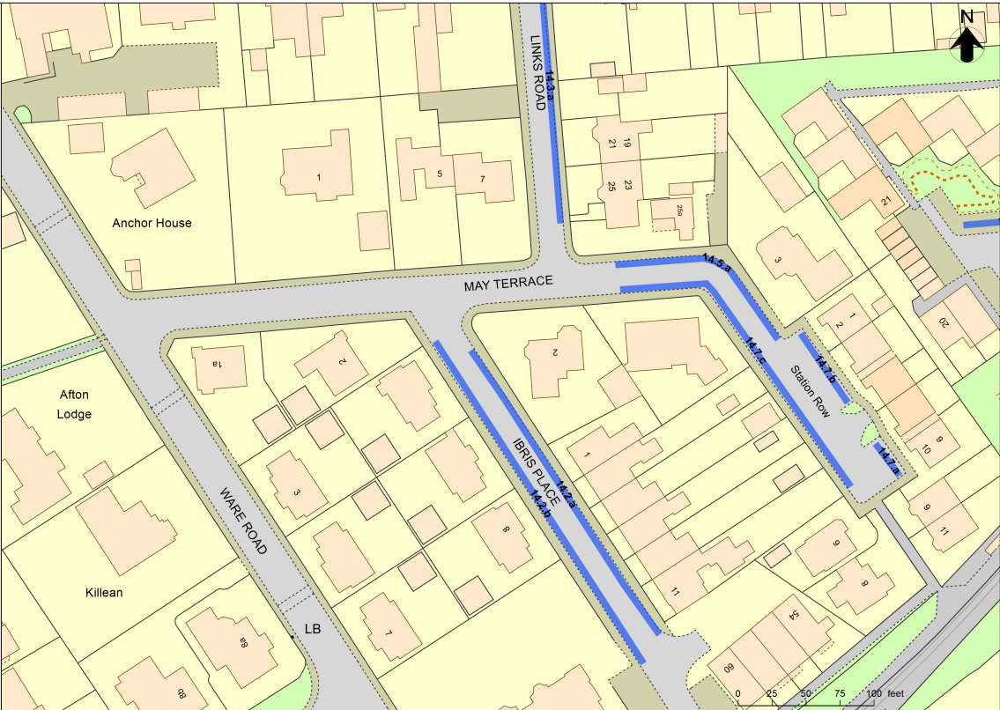 N
LINKS ROAD
14.3.a
21
19
25
23
25a
1
5
7
Anchor House
21
3
MAY TERRACE
14.5.a
1
2
20
1a
2
2
14.7.c
14.7.b
Station Row
Afton
Lodge
1
IBRIS PLACE
14.2.a
14.2.b
9
10
14.7.a
3
WARE ROAD
8
9
11
9
8
Killean
11
7
LB
8a
8b
54
60
0 25 50 75 100 feet